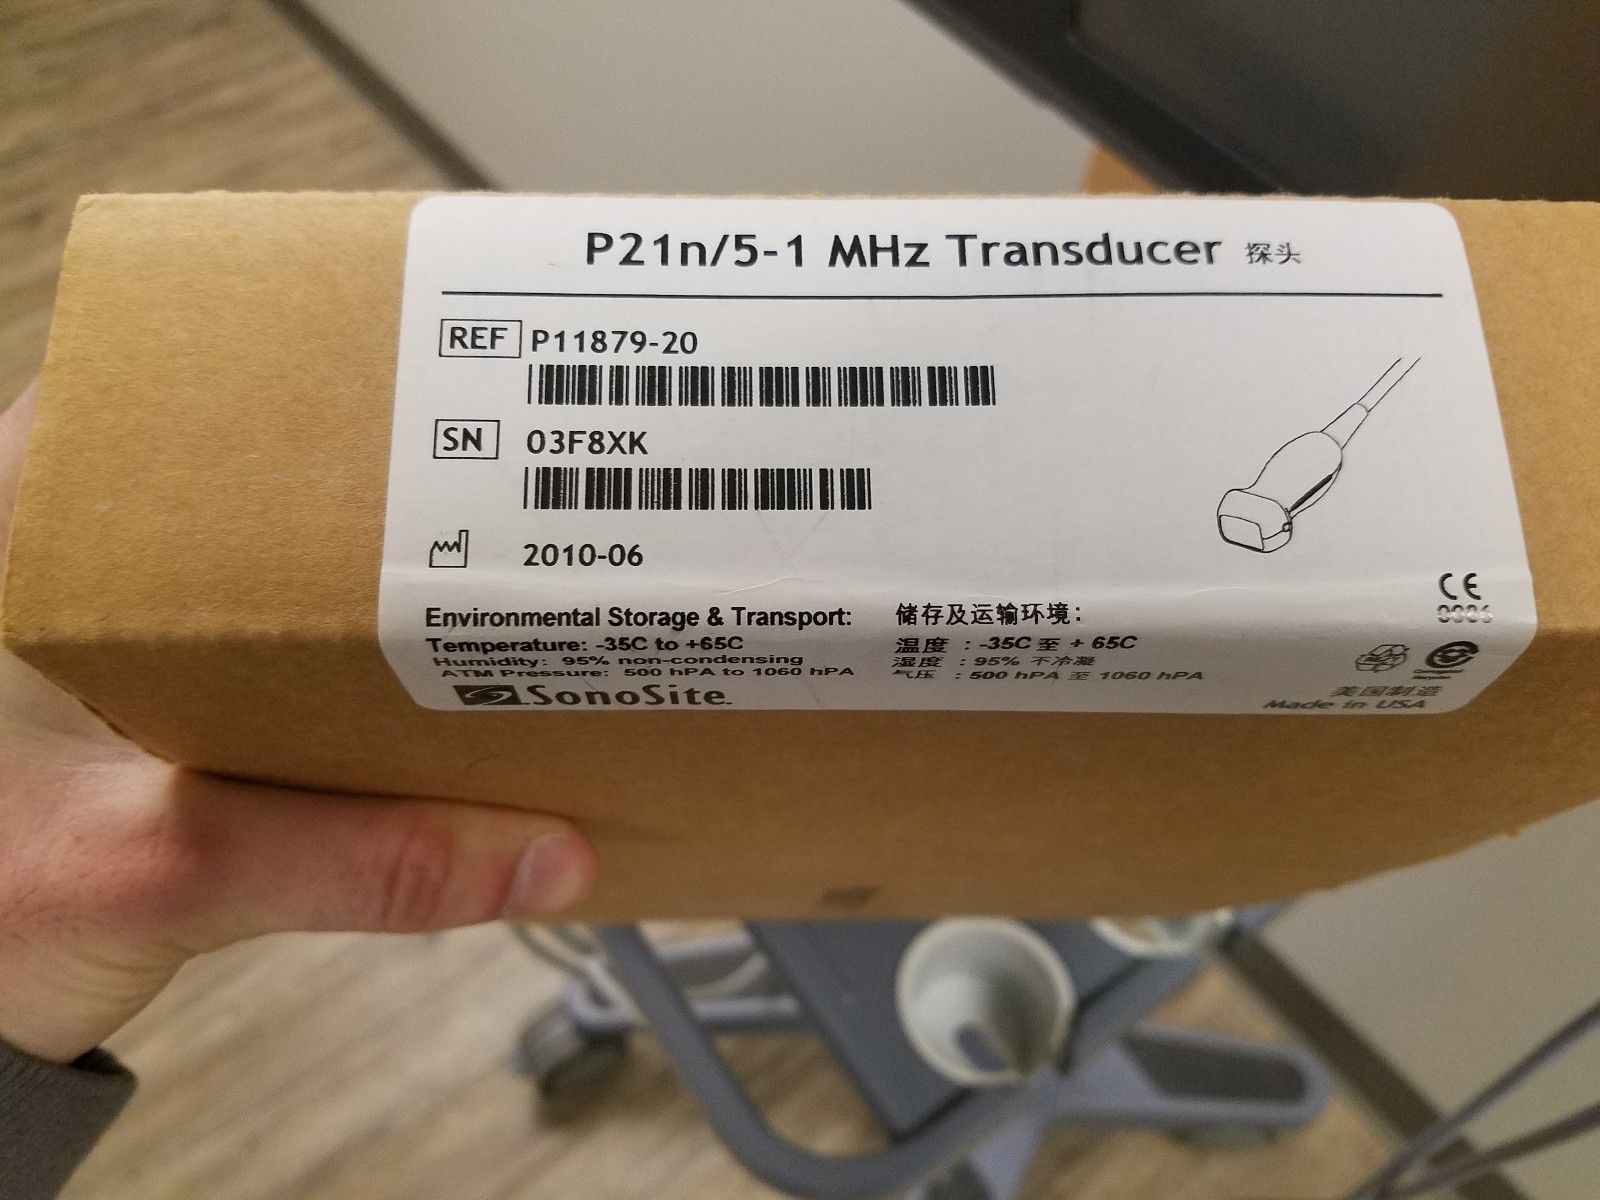 P21n/5-1 MHz Transducer 探头
REF P11879-20
SN 03F8XK
2010-06
CE
0086
Environmental Storage & Transport:
Temperature: -35C to +65C
Humidity: 95% non-condensing
ATM Pressure: 500 hPA to 1060 hPA
储存及运输环境:
温度 : -35C 至 + 65C
湿度 : 95% 不冷凝
气压 : 500 hPA 至 1060 hPA
SonoSite
美国制造
Made in USA